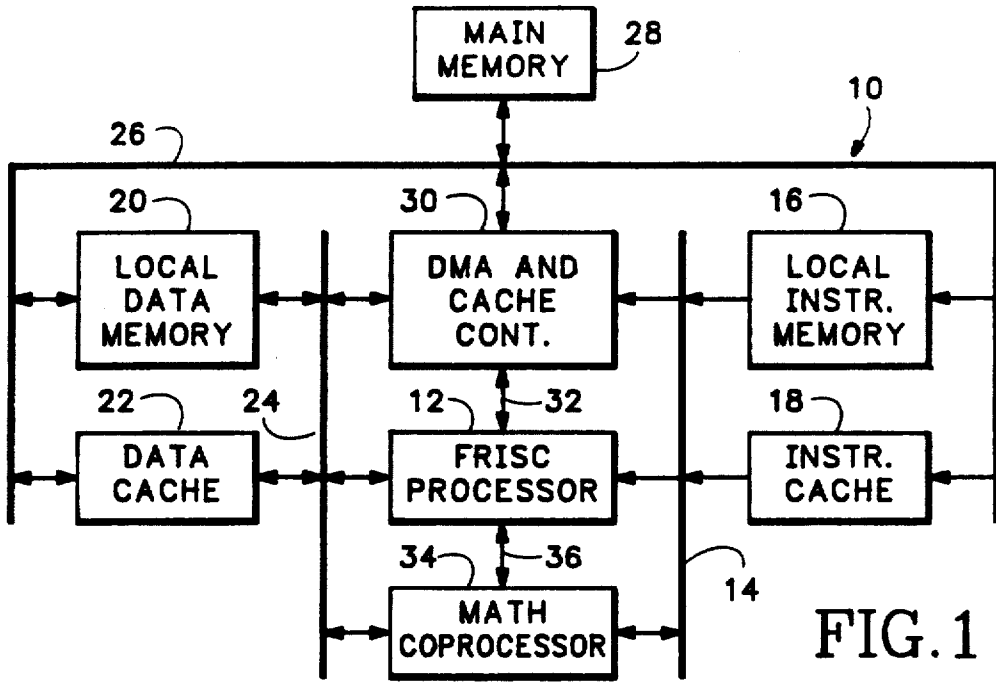 MAIN
MEMORY
28
10
26
20
30
16
LOCAL
DATA
MEMORY
DMA AND
CACHE
CONT.
LOCAL
INSTR.
MEMORY
22
24
12
32
18
DATA
CACHE
FRISC
PROCESSOR
INSTR.
CACHE
34
36
14
MATH
COPROCESSOR
FIG. 1